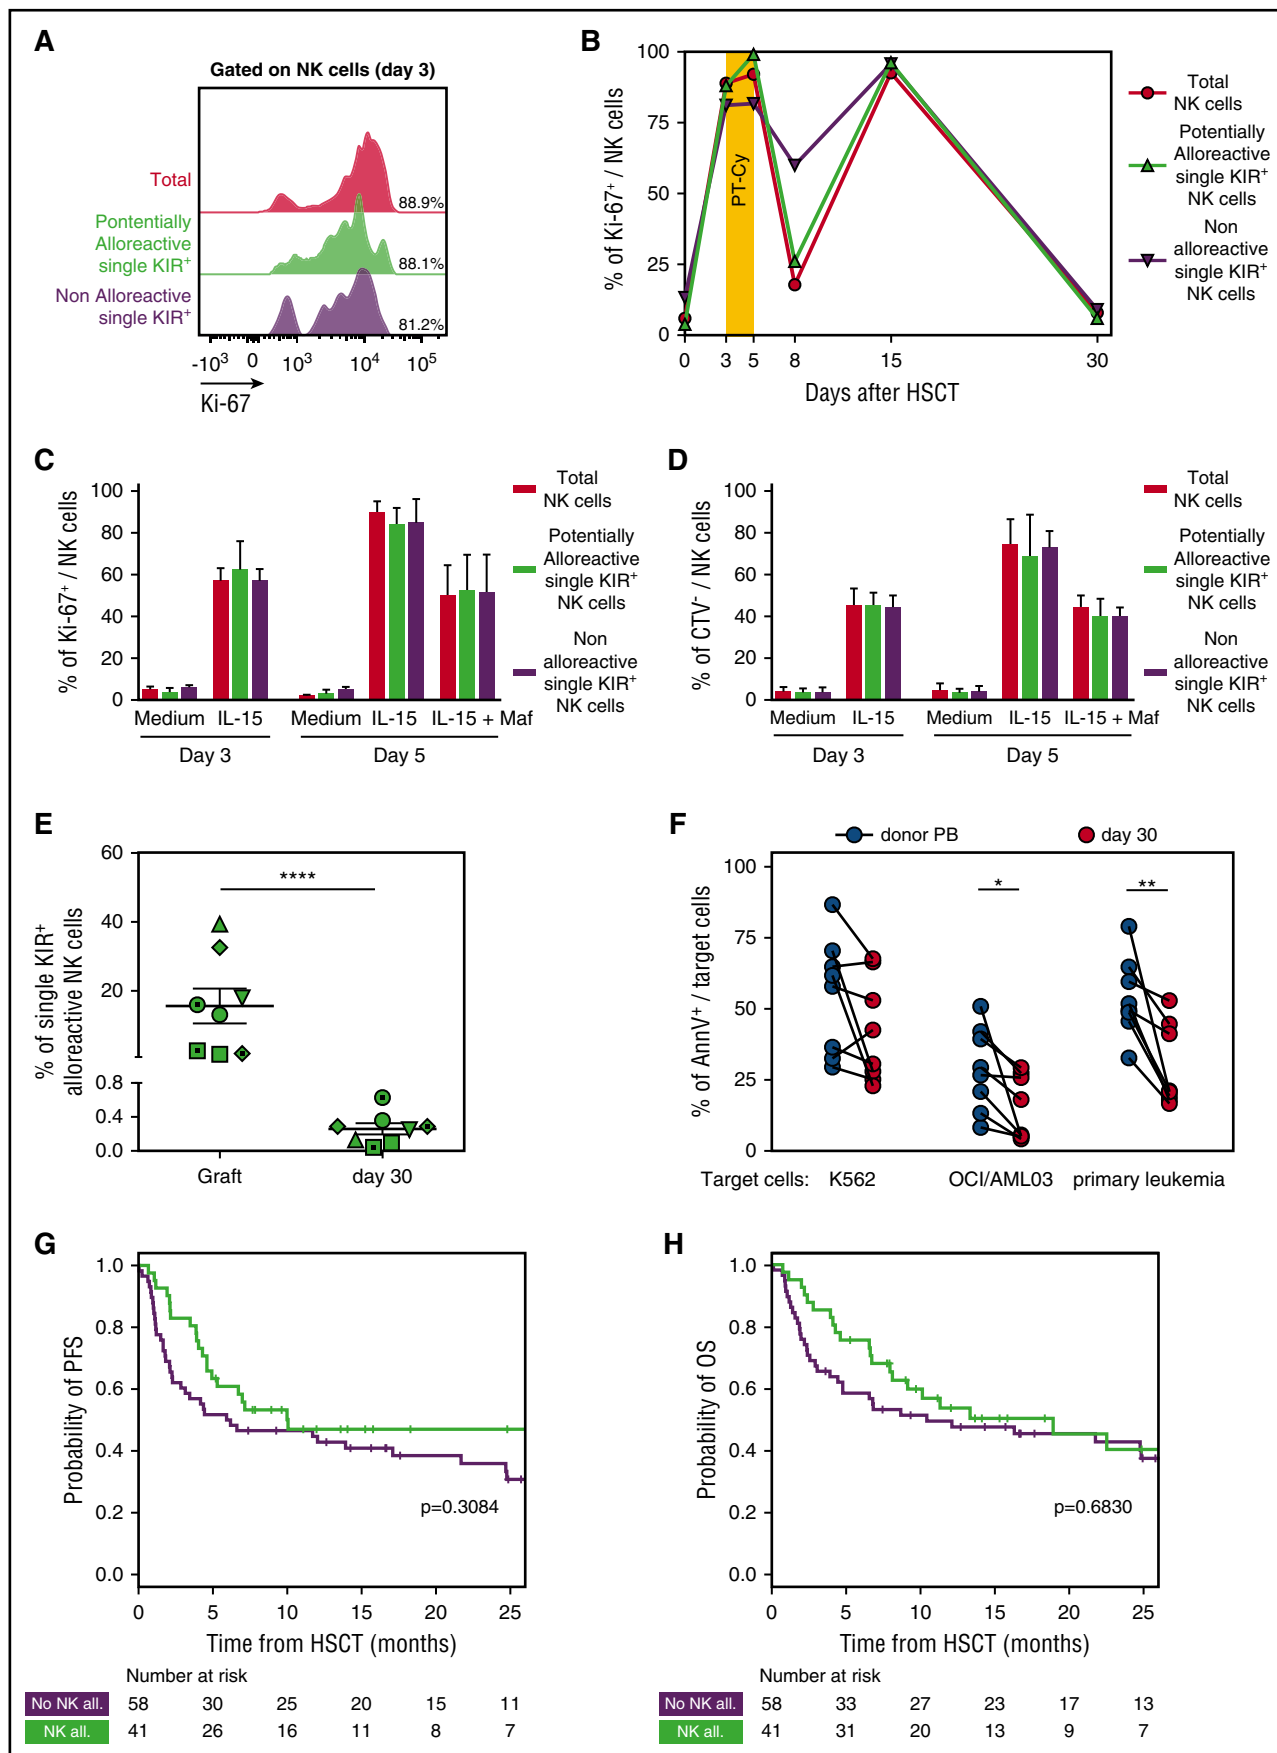 A
Gated on NK cells (day 3)
Total
88.9%
Pontentially
Alloreactive
single KIR+
88.1%
Non Alloreactive
single KIR+
81.2%
-10³ 0 10³ 10⁴ 10⁵
Ki-67
B
% of Ki-67+ / NK cells
100
75
50
25
0
PT-Cy
0 3 5 8 15 30
Days after HSCT
Total
NK cells
Potentially
Alloreactive
single KIR+
NK cells
Non
alloreactive
single KIR+
NK cells
C
% of Ki-67+ / NK cells
100
80
60
40
20
0
Medium IL-15 Medium IL-15 IL-15 + Maf
Day 3 Day 5
Total
NK cells
Potentially
Alloreactive
single KIR+
NK cells
Non
alloreactive
single KIR+
NK cells
D
% of CTV- / NK cells
100
80
60
40
20
0
Medium IL-15 Medium IL-15 IL-15 + Maf
Day 3 Day 5
Total
NK cells
Potentially
Alloreactive
single KIR+
NK cells
Non
alloreactive
single KIR+
NK cells
E
% of single KIR+
alloreactive NK cells
60
40
20
0.8
0.4
0.0
****
Graft day 30
F
donor PB day 30
% of AnnV+ / target cells
100
75
50
25
0
*
**
Target cells: K562 OCI/AML03 primary leukemia
G
Probability of PFS
1.0
0.8
0.6
0.4
0.2
0.0
p=0.3084
0 5 10 15 20 25
Time from HSCT (months)
Number at risk
No NK all. 58 30 25 20 15 11
NK all. 41 26 16 11 8 7
H
Probability of OS
1.0
0.8
0.6
0.4
0.2
0.0
p=0.6830
0 5 10 15 20 25
Time from HSCT (months)
Number at risk
No NK all. 58 33 27 23 17 13
NK all. 41 31 20 13 9 7